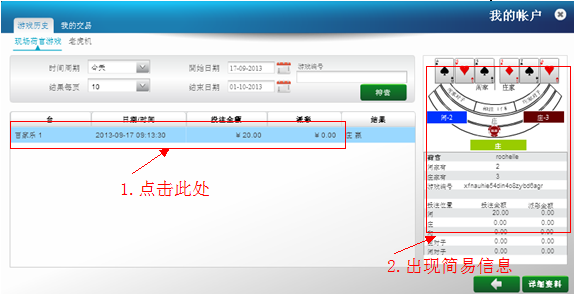 我的帐户
游戏历史 我的交易
现场荷官游戏 老虎机
时间周期 今天 開始日期 17-09-2013 游戏编号
结果每页 10 结束日期 01-10-2013
搜索
台 日期/时间 投注金额 派彩 结果
百家乐 1 2013-09-17 09:13:30 ¥ 20.00 ¥ 0.00 庄 赢
1.点击此处
闲家 庄家
闲-2 庄-3
庄
荷官 rochelle
闲家有 2
庄家有 3
游戏编号 xfnauhie54din4o8zybd6agr
投注位置 投注金额 派彩金额
闲 20.00 0.00
庄 0.00 0.00
0.00 0.00
庄对子 0.00 0.00
闲对子 0.00 0.00
2.出现简易信息
详细资料